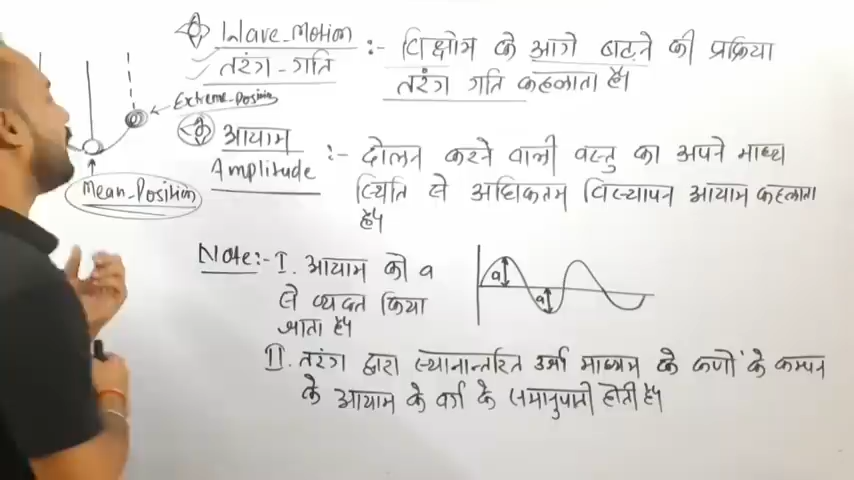 Wave-Motion
तरंग-गति :- विक्षोभ के आगे बढ़ने की प्रक्रिया
तरंग गति कहलाता है।
Extreme-Position
Mean-Position
आयाम
Amplitude :- दोलन करने वाली वस्तु का अपने माध्य
स्थिति से अधिकतम विस्थापन आयाम कहलाता
है।
Note:- I. आयाम को a
से व्यक्त किया
जाता है।
a
a
II. तरंग द्वारा स्थानान्तरित उर्जा माध्यम के कणों के कम्पन
के आयाम के वर्ग के समानुपाती होती है।